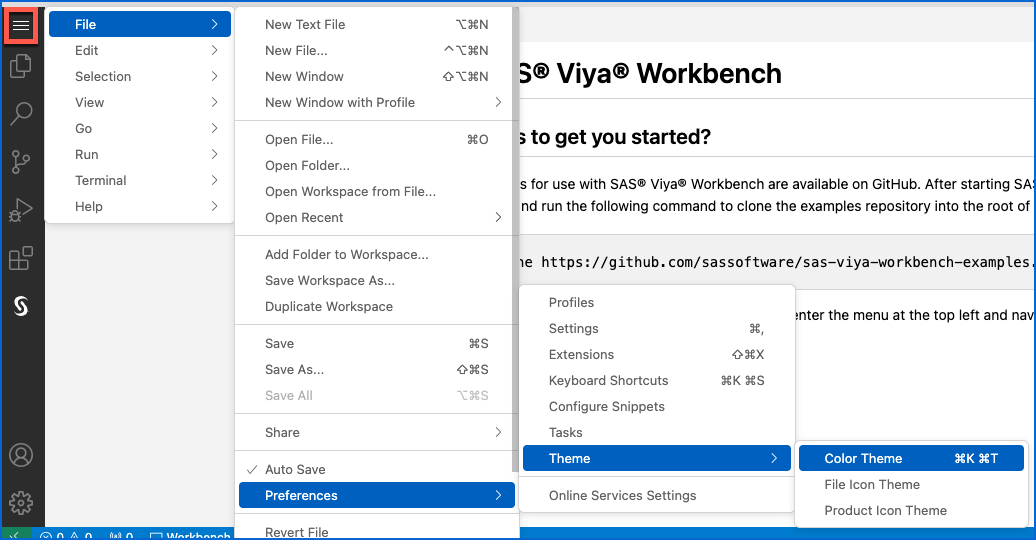 File
Edit
Selection
View
Go
Run
Terminal
Help
New Text File ⌥⌘N
New File... ^⌥⌘N
New Window ⇧⌥⌘N
New Window with Profile
Open File... ⌘O
Open Folder...
Open Workspace from File...
Open Recent
Add Folder to Workspace...
Save Workspace As...
Duplicate Workspace
Save ⌘S
Save As... ⇧⌘S
Save All ⌥⌘S
Share
✓ Auto Save
Preferences
Revert File
Profiles
Settings ⌘,
Extensions ⇧⌘X
Keyboard Shortcuts ⌘K ⌘S
Configure Snippets
Tasks
Theme
Online Services Settings
Color Theme ⌘K ⌘T
File Icon Theme
Product Icon Theme
S® Viya® Workbench
s to get you started?
s for use with SAS® Viya® Workbench are available on GitHub. After starting SA
nd run the following command to clone the examples repository into the root of
ne https://github.com/sassoftware/sas-viya-workbench-examples.
enter the menu at the top left and nav
0 0 0 Workbench